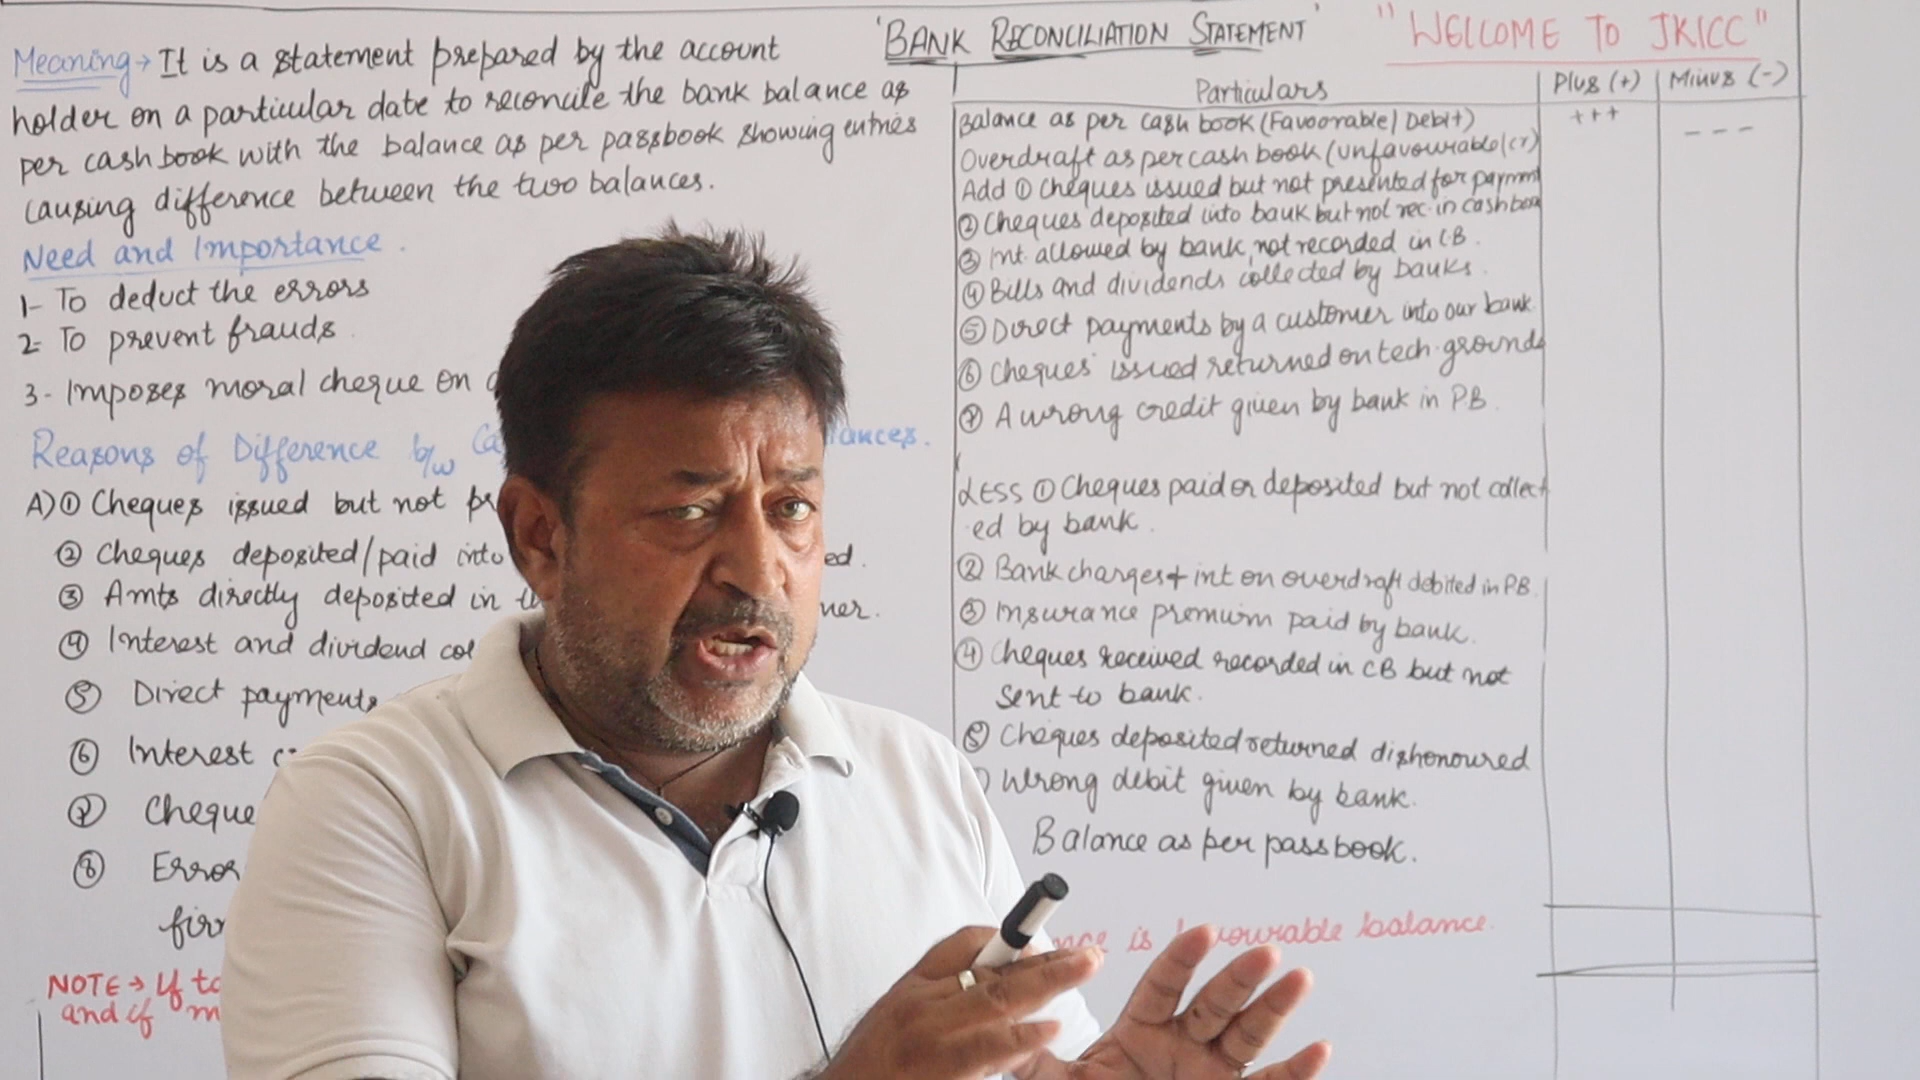 'BANK RECONCILIATION STATEMENT'
"WELCOME TO JKICC"
Meaning → It is a statement prepared by the account
holder on a particular date to reconcile the bank balance as
per cash book with the balance as per passbook showing entries
causing difference between the two balances.
Need and Importance.
1- To deduct the errors
2- To prevent frauds
3- Imposes moral cheque on
Reasons of Difference b/w
ances.
A) ① Cheques issued but not
② Cheques deposited/paid into
ed.
③ Amts directly deposited in
mer.
④ Interest and dividend
⑤ Direct payments
⑥ Interest
⑦ Cheque
⑧ Error
firm
NOTE → If
and if
Particulars
Plus (+)
Minus (-)
Balance as per cash book (Favoorable/Debit)
+++
Overdraft as per cash book (unfavourable/cr)
---
Add ① Cheques issued but not presented for payment
② Cheques deposited into bank but not rec. in cash book
③ Int. allowed by bank, not recorded in CB.
④ Bills and dividends collected by banks.
⑤ Direct payments by a customer into our bank.
⑥ Cheques issued returned on tech. grounds
⑦ A wrong credit given by bank in PB.
LESS ① Cheques paid or deposited but not collect
ed by bank.
② Bank charges + int on overdraft debited in PB.
③ Insurance premium paid by bank.
④ Cheques received recorded in CB but not
sent to bank.
⑤ Cheques deposited returned dishonoured
Wrong debit given by bank.
Balance as per passbook.
is favourable balance.